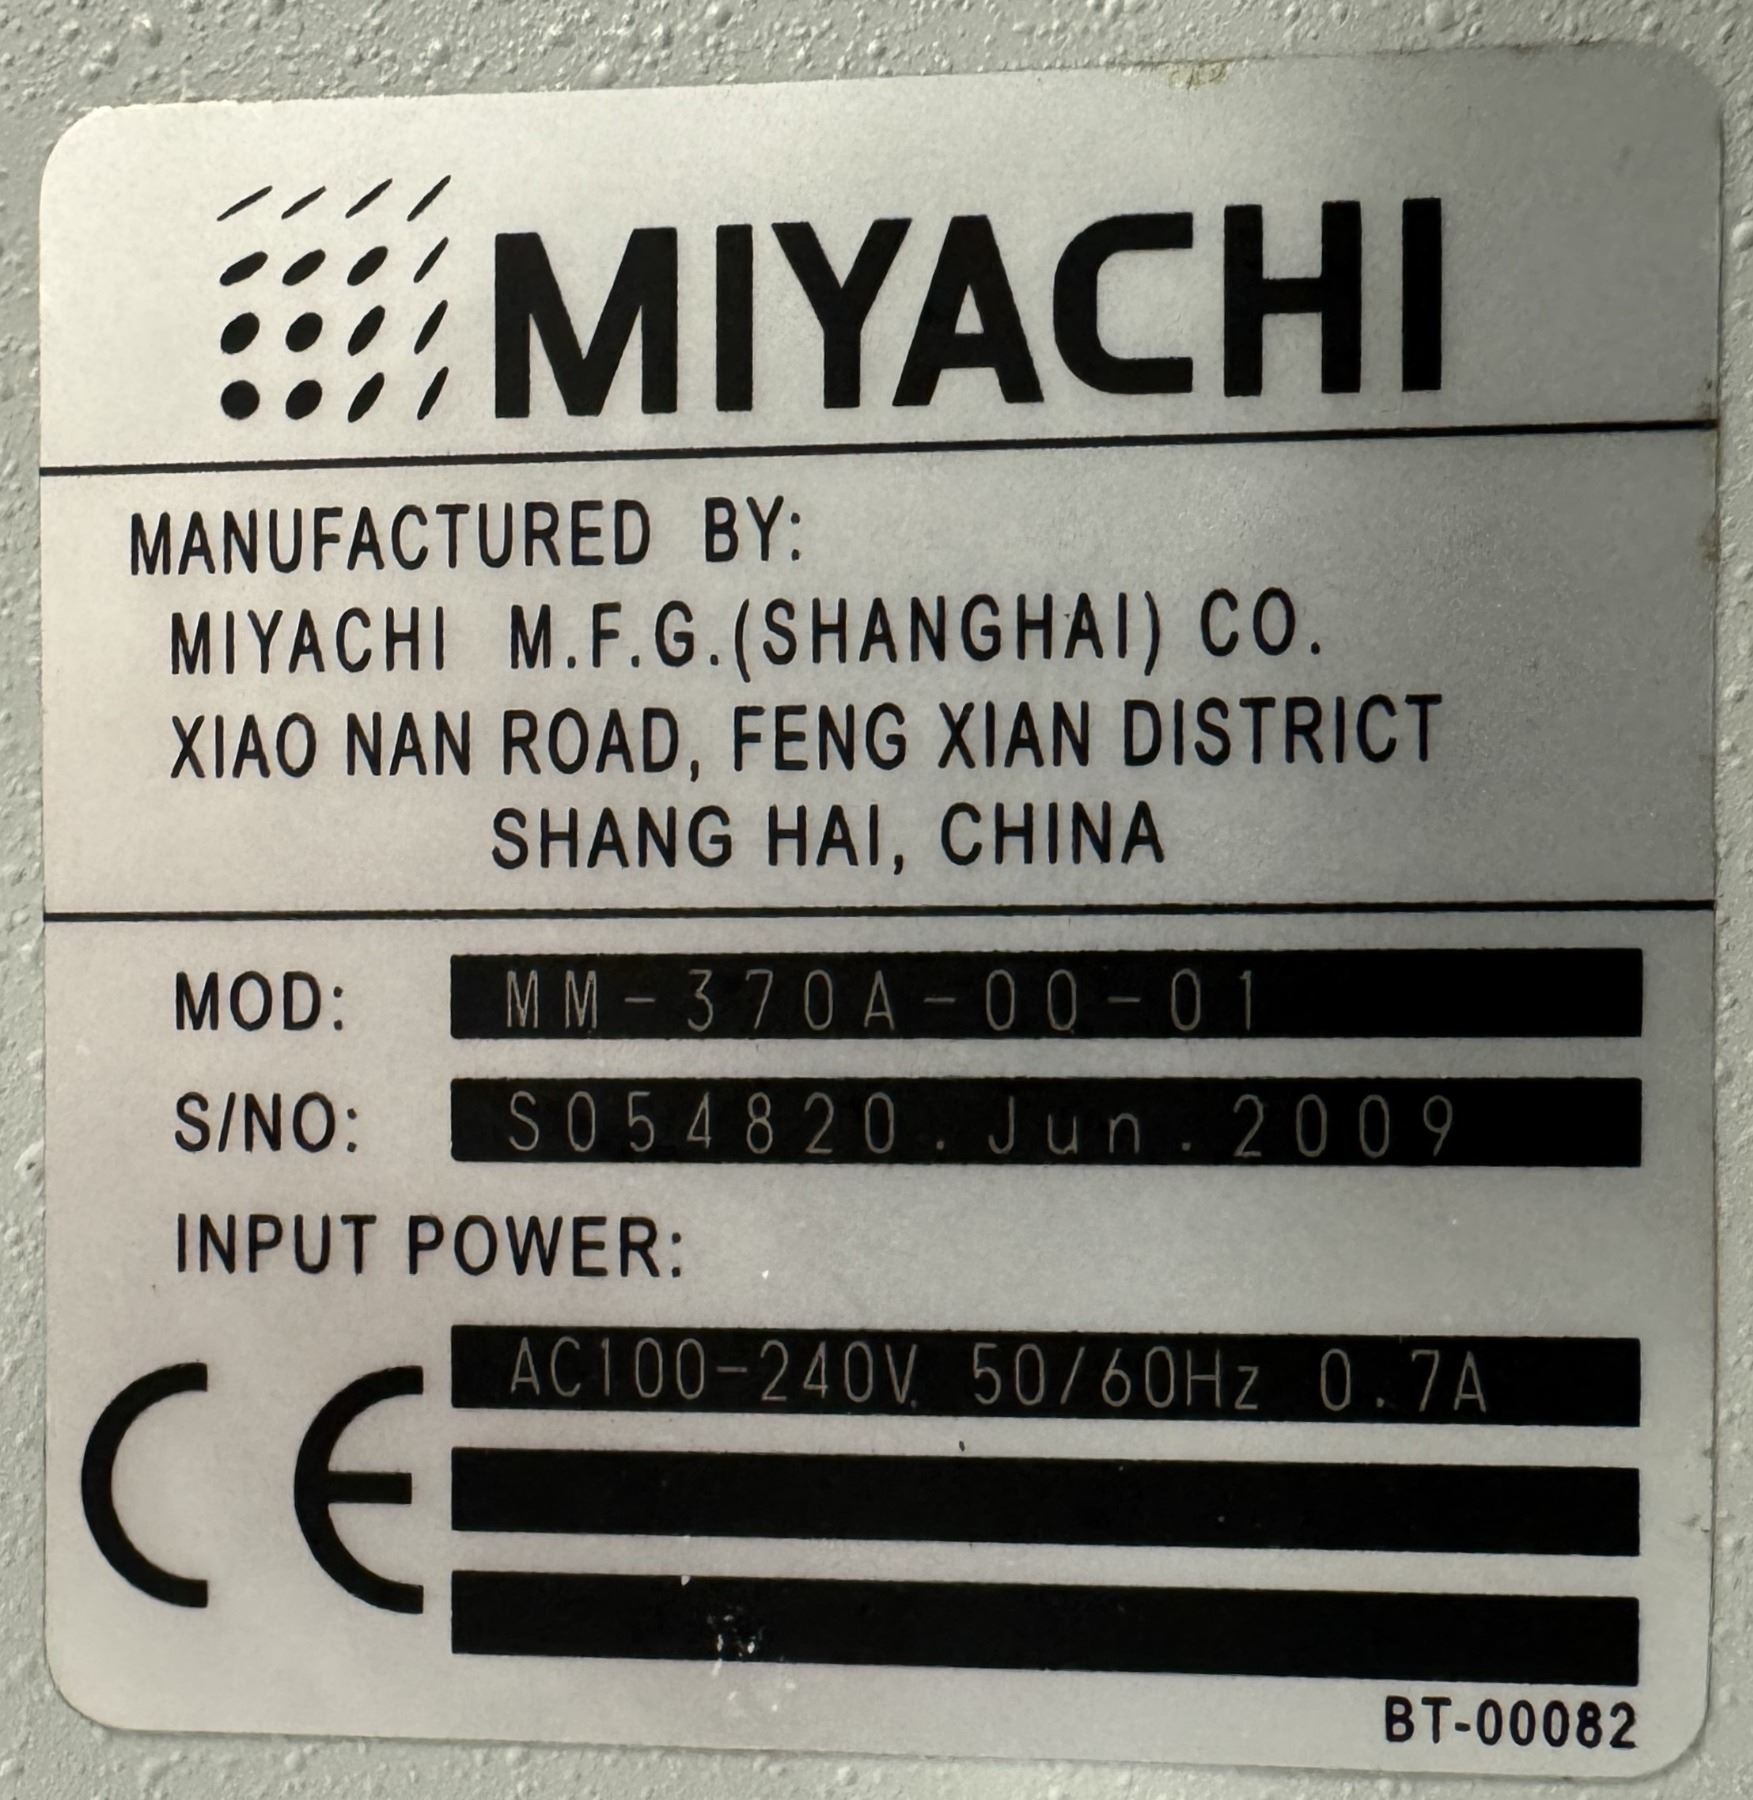 MIYACHI
MANUFACTURED BY:
MIYACHI M.F.G.(SHANGHAI) CO.
XIAO NAN ROAD, FENG XIAN DISTRICT
SHANG HAI, CHINA
MOD: MM-370A-00-01
S/NO: S054820.Jun.2009
INPUT POWER:
AC100-240V. 50/60Hz 0.7A
CE
BT-00082